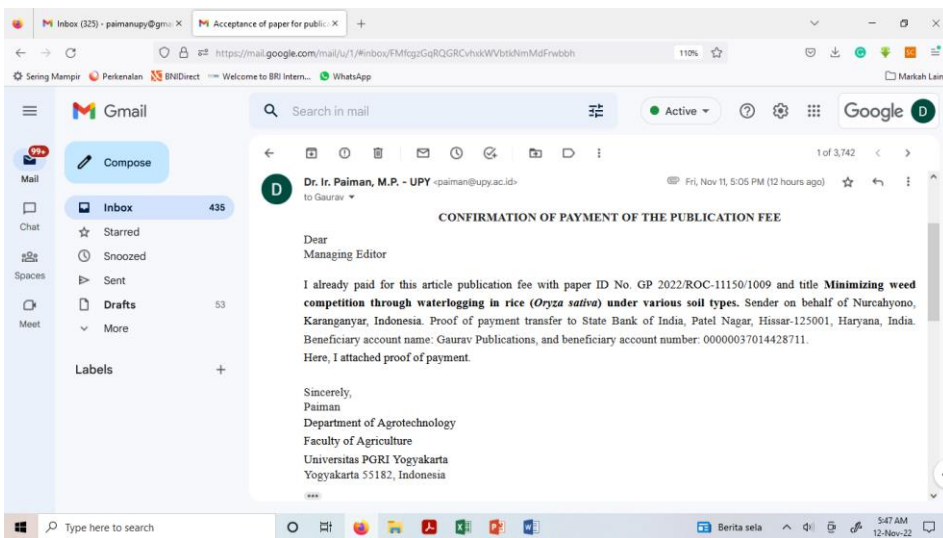 Inbox (325) - paimanupy@gma
Acceptance of paper for public
https://mail.google.com/mail/u/1/#inbox/FMfcgzGqRQGRCvhxkWVbtkNmMdFrwbbh
110%
Sering Mampir
Perkenalan
BNIDirect
Welcome to BRI Intern...
WhatsApp
Markah Lain
Gmail
Search in mail
Active
Google
D
99+
Mail
Compose
1 of 3,742
Inbox 435
Chat
Starred
Snoozed
Spaces
Sent
Drafts 53
Meet
More
Labels
D
Dr. Ir. Paiman, M.P. - UPY <paiman@upy.ac.id>
Fri, Nov 11, 5:05 PM (12 hours ago)
to Gaurav
CONFIRMATION OF PAYMENT OF THE PUBLICATION FEE
Dear
Managing Editor
I already paid for this article publication fee with paper ID No. GP 2022/ROC-11150/1009 and title Minimizing weed
competition through waterlogging in rice (Oryza sativa) under various soil types. Sender on behalf of Nurcahyono,
Karanganyar, Indonesia. Proof of payment transfer to State Bank of India, Patel Nagar, Hissar-125001, Haryana, India.
Beneficiary account name: Gaurav Publications, and beneficiary account number: 00000037014428711.
Here, I attached proof of payment.
Sincerely,
Paiman
Department of Agrotechnology
Faculty of Agriculture
Universitas PGRI Yogyakarta
Yogyakarta 55182, Indonesia
Type here to search
Berita sela
5:47 AM
12-Nov-22